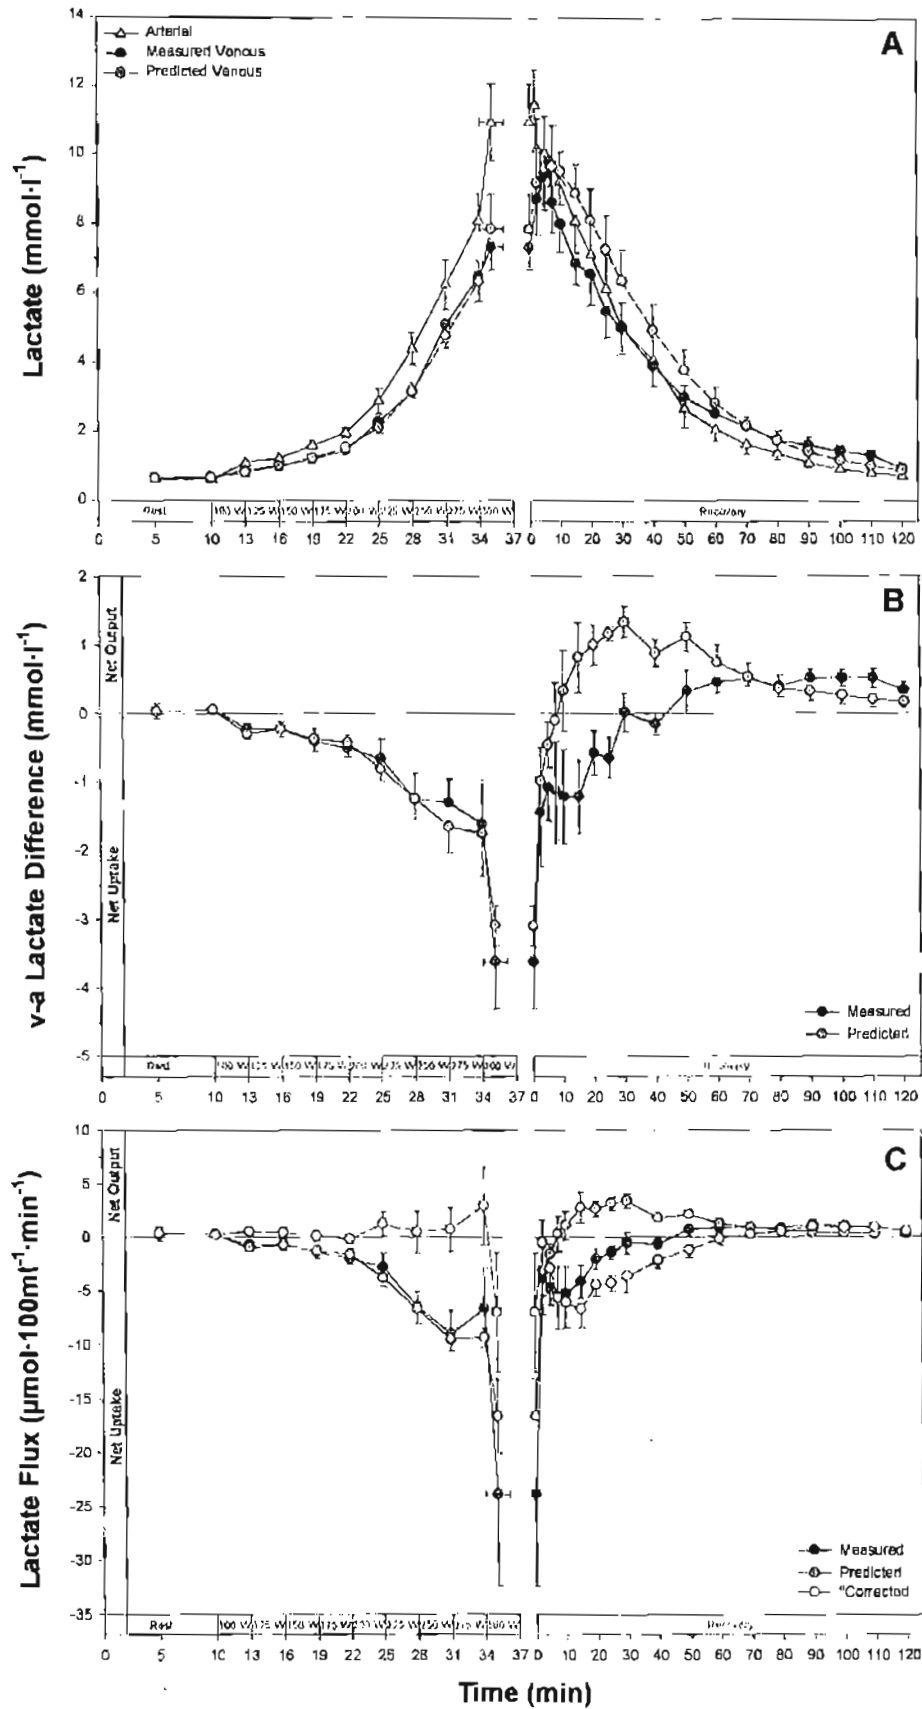 A
Arterial
Measured Venous
Predicted Venous
Lactate (mmol·l⁻¹)
14
12
10
8
6
4
2
0
Rest
Recovery
0 5 10 13 16 19 22 25 28 31 34 37 0 10 20 30 40 50 60 70 80 90 100 110 120
B
Net Output
Net Uptake
v-a Lactate Difference (mmol·l⁻¹)
2
1
0
-1
-2
-3
-4
-5
Measured
Predicted
Rest
0 5 10 13 16 19 22 25 28 31 34 37 0 10 20 30 40 50 60 70 80 90 100 110 120
C
Net Output
Net Uptake
Lactate Flux (µmol·100ml⁻¹·min⁻¹)
10
5
0
-5
-10
-15
-20
-25
-30
-35
Measured
Predicted
"Corrected
Rest
0 5 10 13 16 19 22 25 28 31 34 37 0 10 20 30 40 50 60 70 80 90 100 110 120
Time (min)